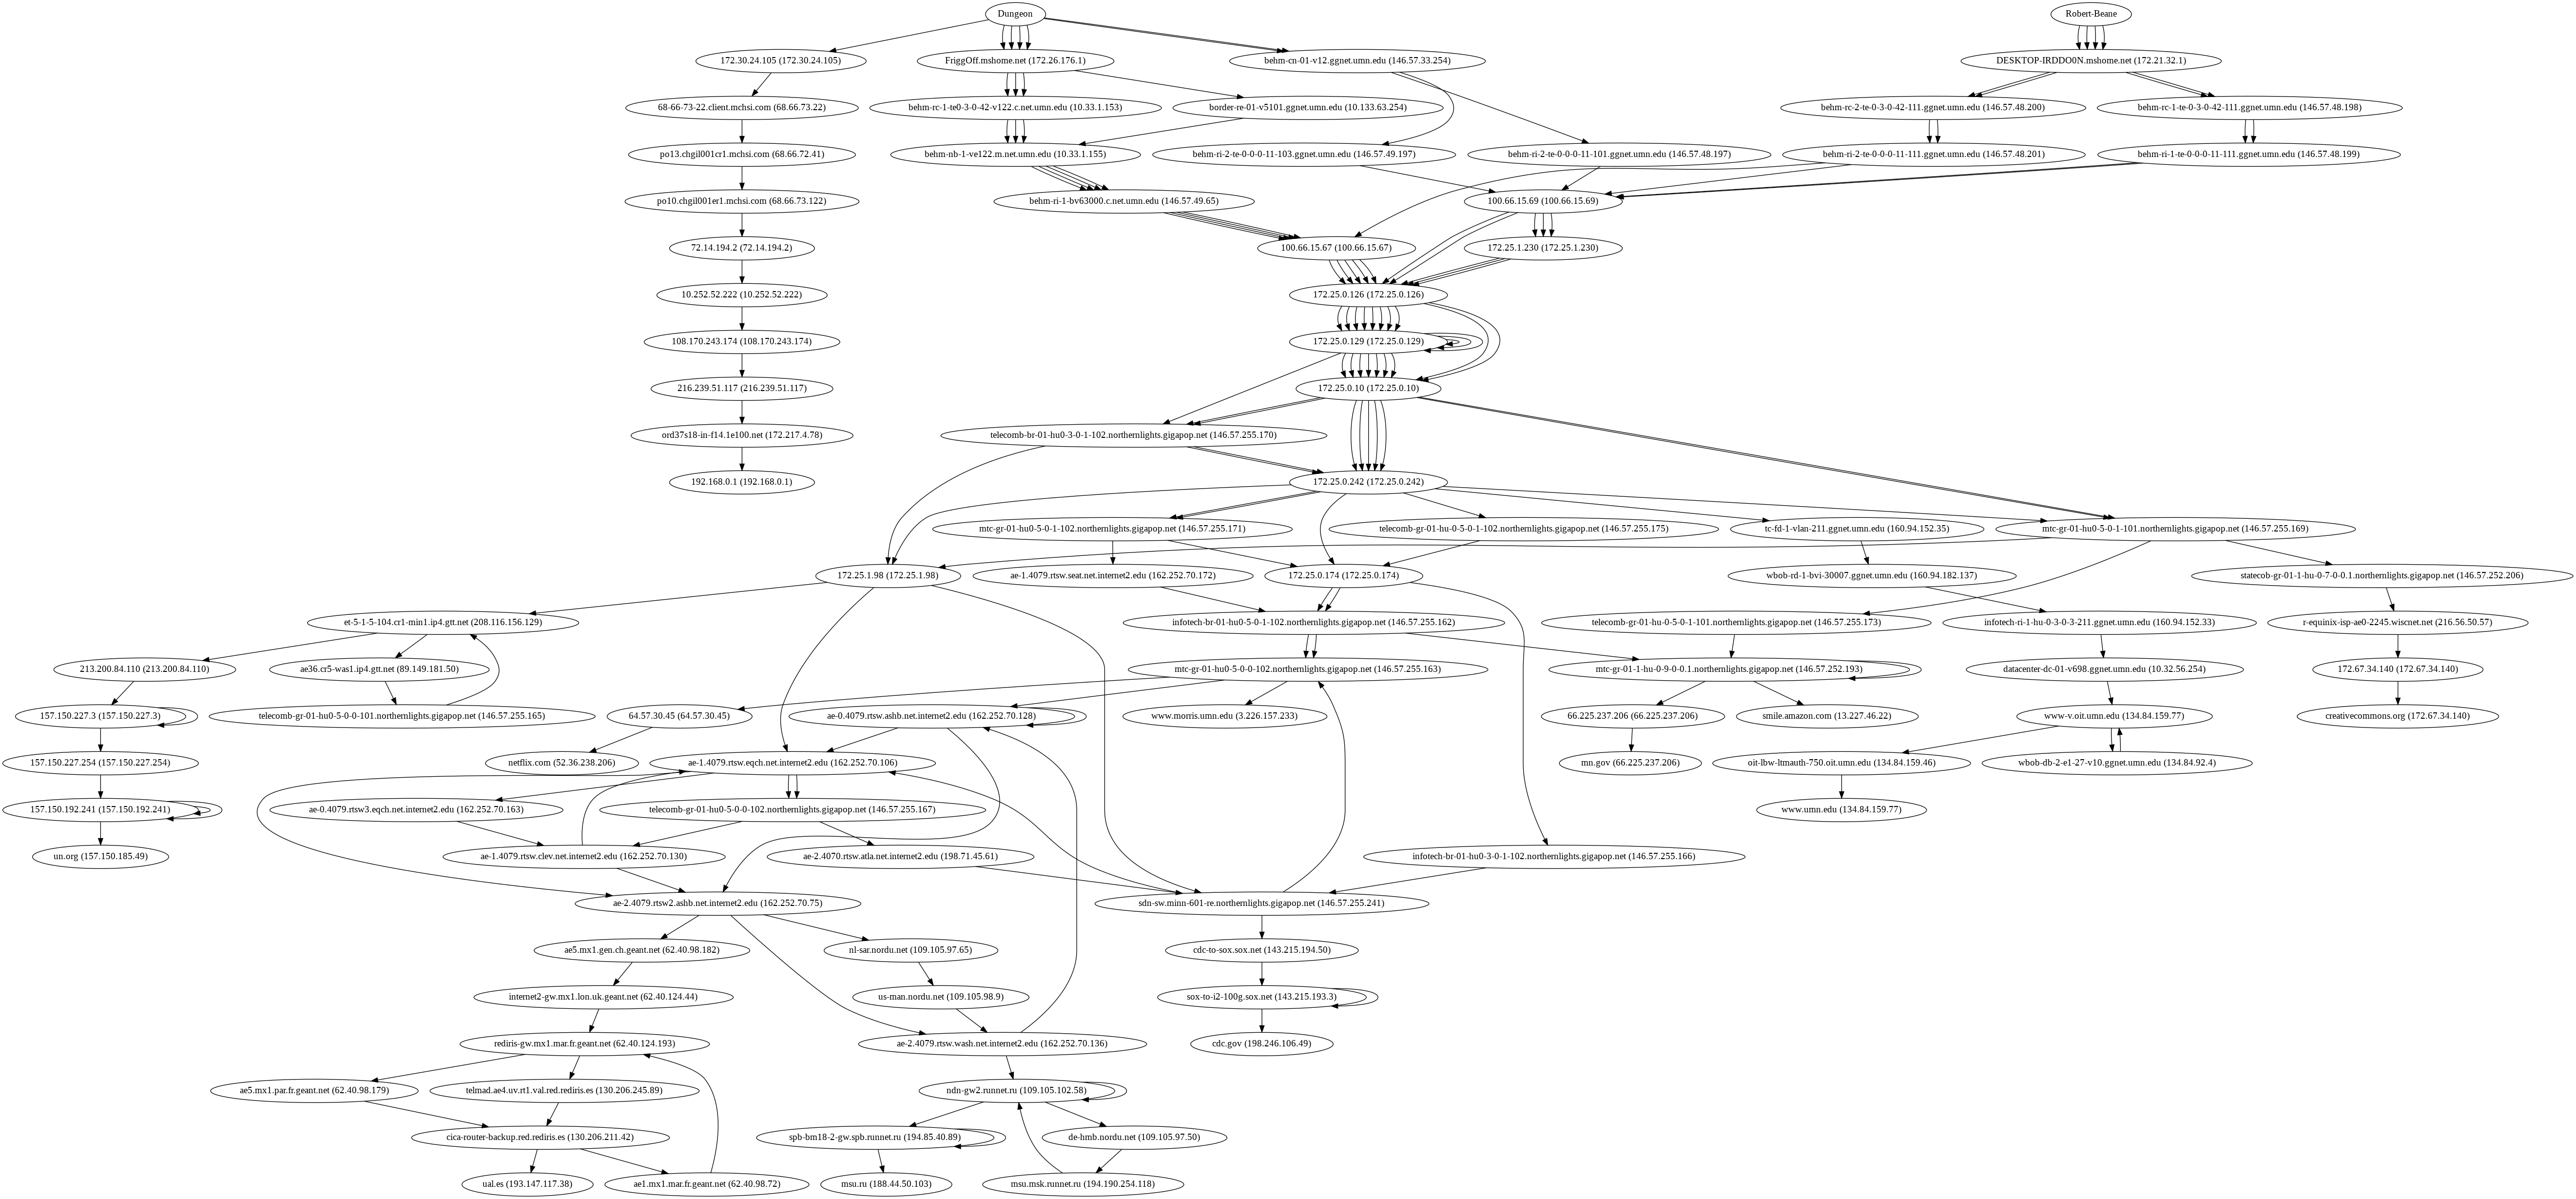 Dungeon
Robert-Beane
172.30.24.105 (172.30.24.105)
FriggOff.mshome.net (172.26.176.1)
behm-cn-01-v12.ggnet.umn.edu (146.57.33.254)
DESKTOP-IRDDO0N.mshome.net (172.21.32.1)
68-66-73-22.client.mchsi.com (68.66.73.22)
behm-rc-1-te0-3-0-42-v122.c.net.umn.edu (10.33.1.153)
border-re-01-v5101.ggnet.umn.edu (10.133.63.254)
behm-rc-2-te-0-3-0-42-111.ggnet.umn.edu (146.57.48.200)
behm-rc-1-te-0-3-0-42-111.ggnet.umn.edu (146.57.48.198)
po13.chgil001cr1.mchsi.com (68.66.72.41)
behm-nb-1-ve122.m.net.umn.edu (10.33.1.155)
behm-ri-2-te-0-0-0-11-103.ggnet.umn.edu (146.57.49.197)
behm-ri-2-te-0-0-0-11-101.ggnet.umn.edu (146.57.48.197)
behm-ri-2-te-0-0-0-11-111.ggnet.umn.edu (146.57.48.201)
behm-ri-1-te-0-0-0-11-111.ggnet.umn.edu (146.57.48.199)
po10.chgil001er1.mchsi.com (68.66.73.122)
behm-ri-1-bv63000.c.net.umn.edu (146.57.49.65)
100.66.15.69 (100.66.15.69)
72.14.194.2 (72.14.194.2)
100.66.15.67 (100.66.15.67)
172.25.1.230 (172.25.1.230)
10.252.52.222 (10.252.52.222)
172.25.0.126 (172.25.0.126)
108.170.243.174 (108.170.243.174)
172.25.0.129 (172.25.0.129)
216.239.51.117 (216.239.51.117)
172.25.0.10 (172.25.0.10)
ord37s18-in-f14.1e100.net (172.217.4.78)
telecomb-br-01-hu0-3-0-1-102.northernlights.gigapop.net (146.57.255.170)
192.168.0.1 (192.168.0.1)
172.25.0.242 (172.25.0.242)
mtc-gr-01-hu0-5-0-1-102.northernlights.gigapop.net (146.57.255.171)
telecomb-gr-01-hu-0-5-0-1-102.northernlights.gigapop.net (146.57.255.175)
tc-fd-1-vlan-211.ggnet.umn.edu (160.94.152.35)
mtc-gr-01-hu0-5-0-1-101.northernlights.gigapop.net (146.57.255.169)
172.25.1.98 (172.25.1.98)
ae-1.4079.rtsw.seat.net.internet2.edu (162.252.70.172)
172.25.0.174 (172.25.0.174)
wbob-rd-1-bvi-30007.ggnet.umn.edu (160.94.182.137)
statecob-gr-01-1-hu-0-7-0-0.1.northernlights.gigapop.net (146.57.252.206)
et-5-1-5-104.cr1-min1.ip4.gtt.net (208.116.156.129)
infotech-br-01-hu0-5-0-1-102.northernlights.gigapop.net (146.57.255.162)
telecomb-gr-01-hu-0-5-0-1-101.northernlights.gigapop.net (146.57.255.173)
infotech-ri-1-hu-0-3-0-3-211.ggnet.umn.edu (160.94.152.33)
r-equinix-isp-ae0-2245.wiscnet.net (216.56.50.57)
213.200.84.110 (213.200.84.110)
ae36.cr5-was1.ip4.gtt.net (89.149.181.50)
mtc-gr-01-hu0-5-0-0-102.northernlights.gigapop.net (146.57.255.163)
mtc-gr-01-1-hu-0-9-0-0.1.northernlights.gigapop.net (146.57.252.193)
datacenter-dc-01-v698.ggnet.umn.edu (10.32.56.254)
172.67.34.140 (172.67.34.140)
157.150.227.3 (157.150.227.3)
telecomb-gr-01-hu0-5-0-0-101.northernlights.gigapop.net (146.57.255.165)
64.57.30.45 (64.57.30.45)
ae-0.4079.rtsw.ashb.net.internet2.edu (162.252.70.128)
www.morris.umn.edu (3.226.157.233)
66.225.237.206 (66.225.237.206)
smile.amazon.com (13.227.46.22)
www-v.oit.umn.edu (134.84.159.77)
creativecommons.org (172.67.34.140)
157.150.227.254 (157.150.227.254)
netflix.com (52.36.238.206)
ae-1.4079.rtsw.eqch.net.internet2.edu (162.252.70.106)
mn.gov (66.225.237.206)
oit-lbw-ltmauth-750.oit.umn.edu (134.84.159.46)
wbob-db-2-e1-27-v10.ggnet.umn.edu (134.84.92.4)
157.150.192.241 (157.150.192.241)
ae-0.4079.rtsw3.eqch.net.internet2.edu (162.252.70.163)
telecomb-gr-01-hu0-5-0-0-102.northernlights.gigapop.net (146.57.255.167)
www.umn.edu (134.84.159.77)
un.org (157.150.185.49)
ae-1.4079.rtsw.clev.net.internet2.edu (162.252.70.130)
ae-2.4070.rtsw.atla.net.internet2.edu (198.71.45.61)
infotech-br-01-hu0-3-0-1-102.northernlights.gigapop.net (146.57.255.166)
ae-2.4079.rtsw2.ashb.net.internet2.edu (162.252.70.75)
sdn-sw.minn-601-re.northernlights.gigapop.net (146.57.255.241)
ae5.mx1.gen.ch.geant.net (62.40.98.182)
nl-sar.nordu.net (109.105.97.65)
cdc-to-sox.sox.net (143.215.194.50)
internet2-gw.mx1.lon.uk.geant.net (62.40.124.44)
us-man.nordu.net (109.105.98.9)
sox-to-i2-100g.sox.net (143.215.193.3)
rediris-gw.mx1.mar.fr.geant.net (62.40.124.193)
ae-2.4079.rtsw.wash.net.internet2.edu (162.252.70.136)
cdc.gov (198.246.106.49)
ae5.mx1.par.fr.geant.net (62.40.98.179)
telmad.ae4.uv.rt1.val.red.rediris.es (130.206.245.89)
ndn-gw2.runnet.ru (109.105.102.58)
cica-router-backup.red.rediris.es (130.206.211.42)
spb-bm18-2-gw.spb.runnet.ru (194.85.40.89)
de-hmb.nordu.net (109.105.97.50)
ual.es (193.147.117.38)
ae1.mx1.mar.fr.geant.net (62.40.98.72)
msu.ru (188.44.50.103)
msu.msk.runnet.ru (194.190.254.118)